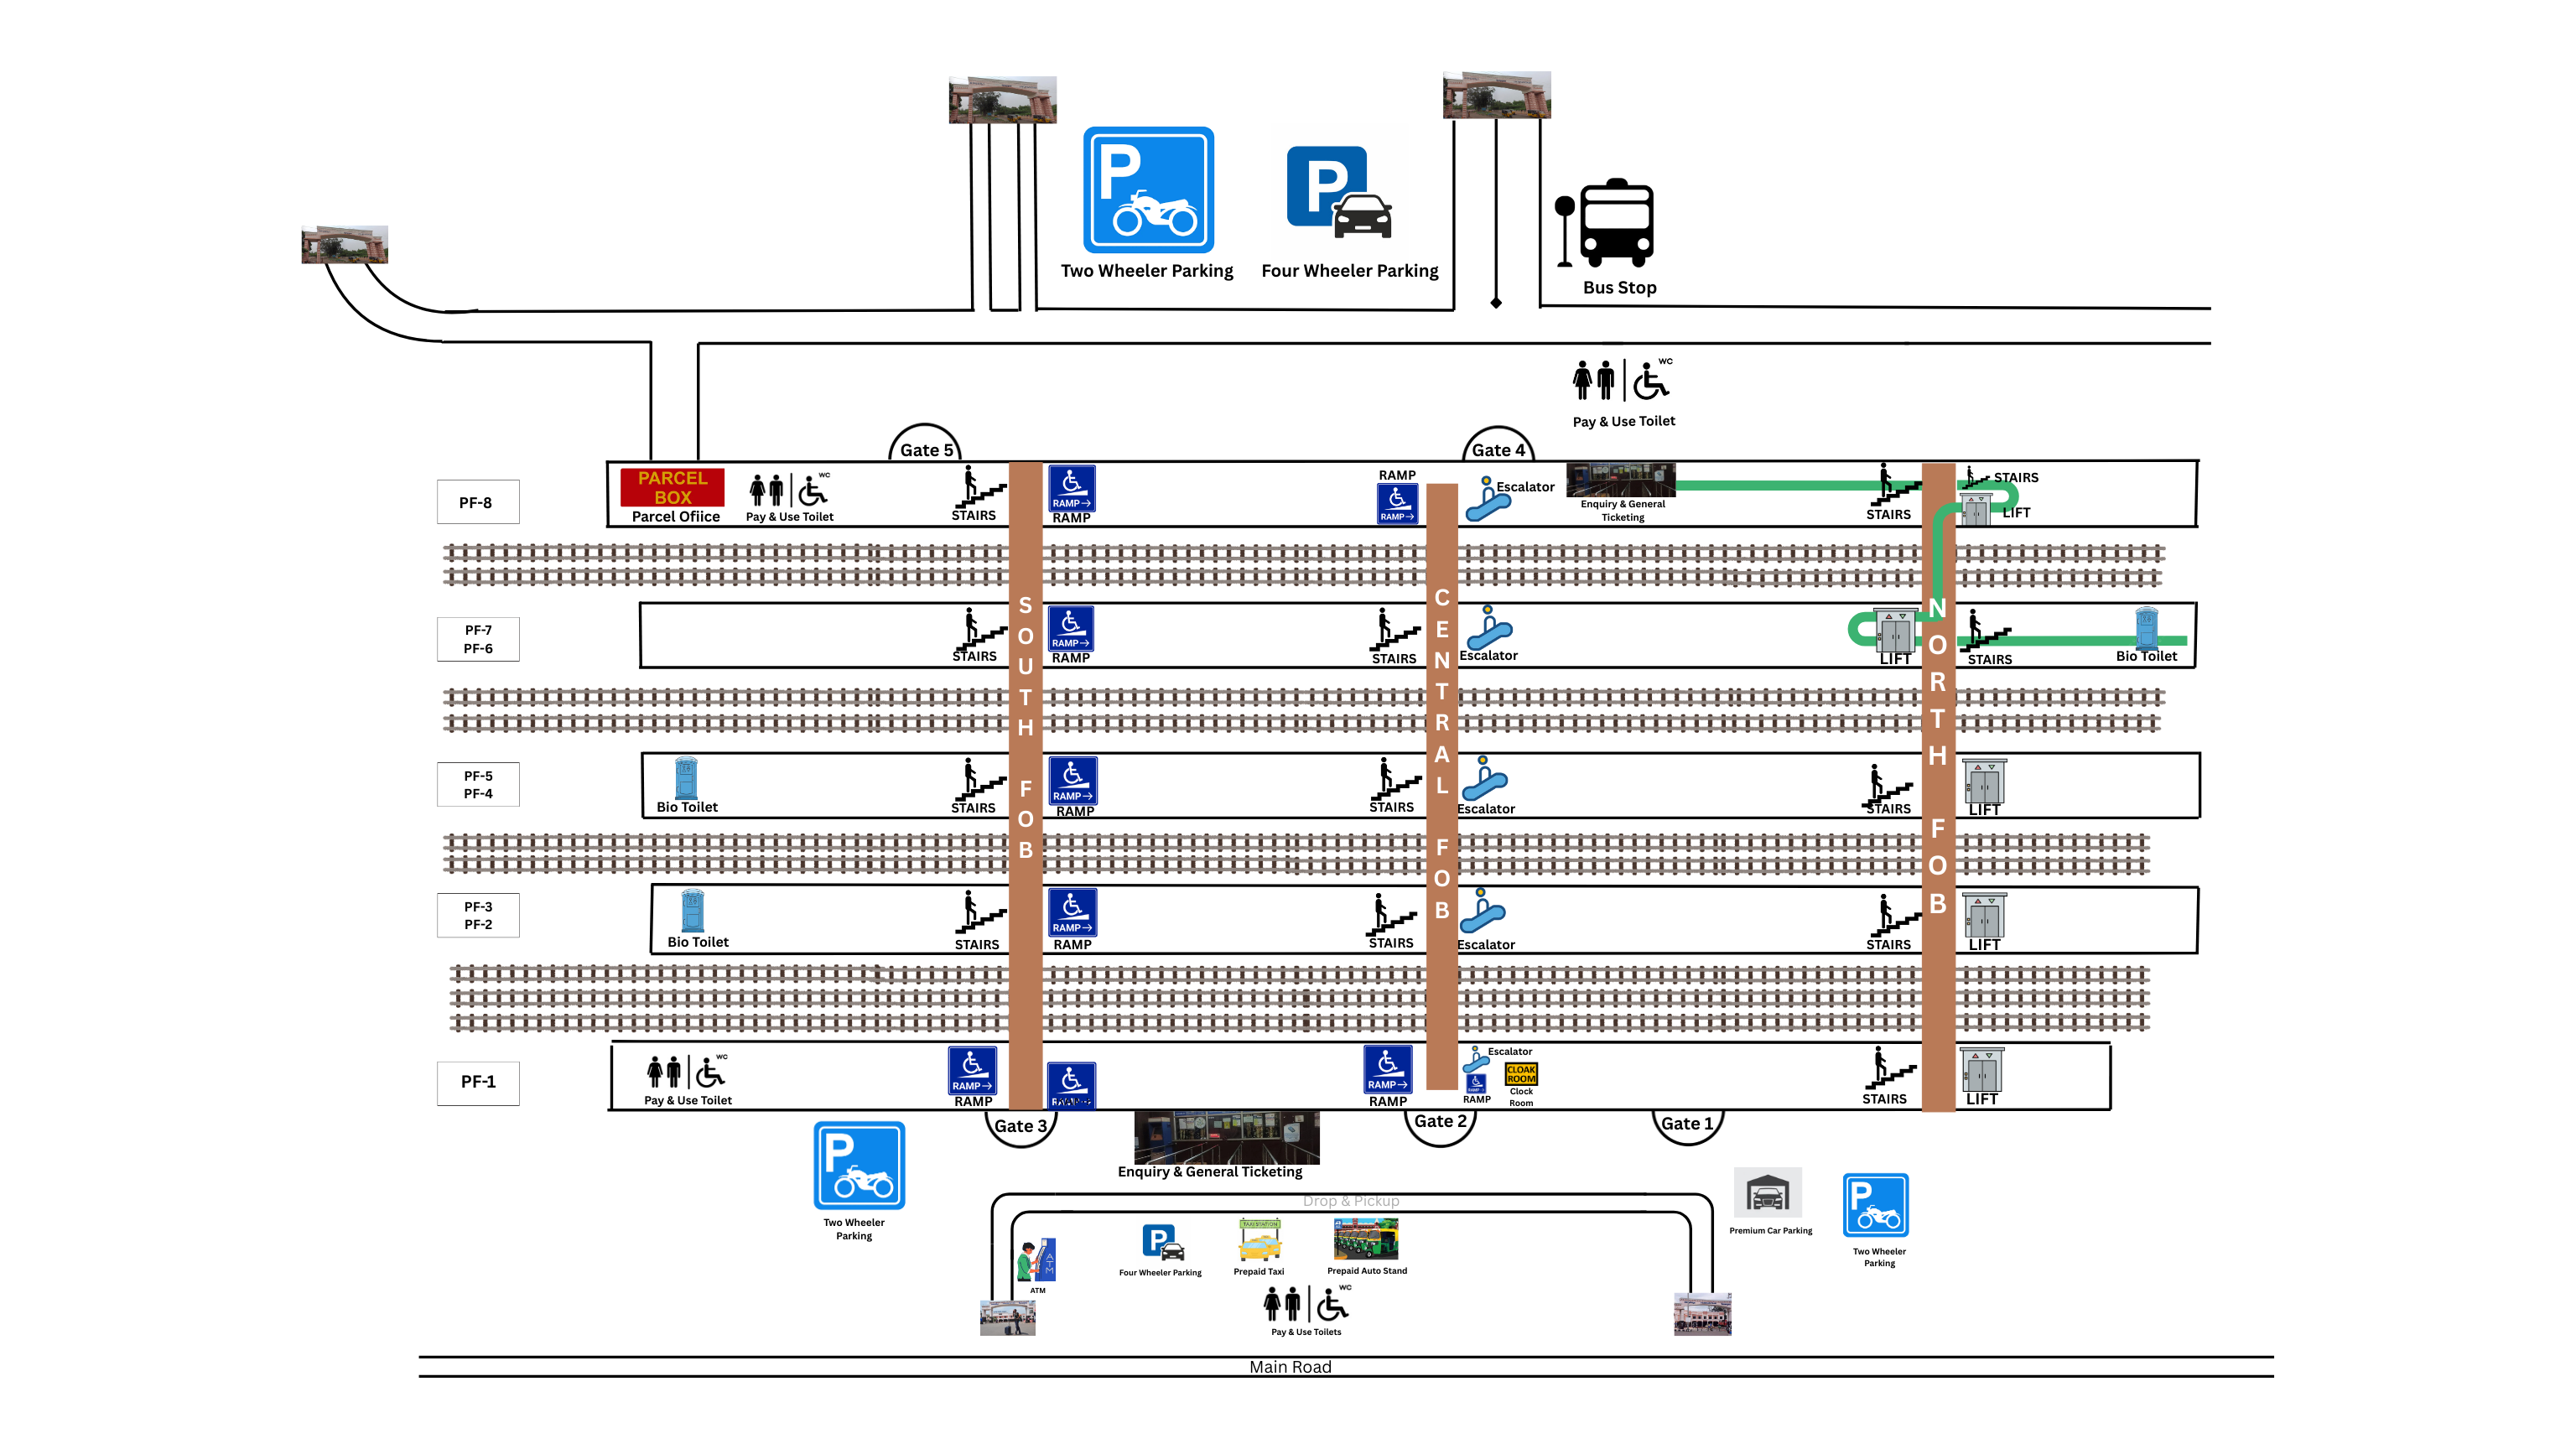 P
Two Wheeler Parking
P
Four Wheeler Parking
Bus Stop
WC
Pay & Use Toilet
Gate 5
Gate 4
PF-8
PARCEL
BOX
Parcel Ofiice
WC
Pay & Use Toilet
STAIRS
RAMP→
RAMP
RAMP
RAMP→
Escalator
Enquiry & General
Ticketing
STAIRS
STAIRS
LIFT
PF-7
PF-6
STAIRS
RAMP→
RAMP
STAIRS
Escalator
LIFT
STAIRS
Bio Toilet
SOUTH FOB
CENTRAL FOB
NORTH FOB
PF-5
PF-4
Bio Toilet
STAIRS
RAMP→
RAMP
STAIRS
Escalator
STAIRS
LIFT
PF-3
PF-2
Bio Toilet
STAIRS
RAMP→
RAMP
STAIRS
Escalator
STAIRS
LIFT
PF-1
WC
Pay & Use Toilet
RAMP→
RAMP
RAMP→
RAMP
Escalator
RAMP
CLOAK
ROOM
Clock
Room
STAIRS
LIFT
Gate 3
Gate 2
Gate 1
P
Two Wheeler
Parking
Enquiry & General Ticketing
Drop & Pickup
ATM
ATM
P
Four Wheeler Parking
TAXI STATION
Prepaid Taxi
Prepaid Auto Stand
WC
Pay & Use Toilets
Premium Car Parking
P
Two Wheeler
Parking
Main Road